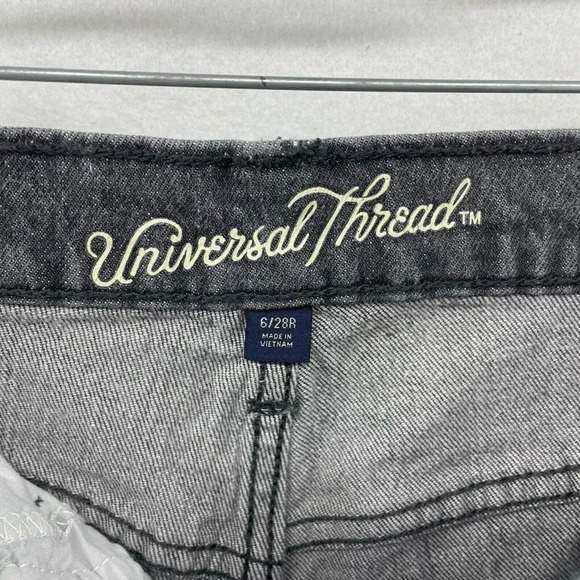 Universal Thread™
6/28R
MADE IN
VIETNAM